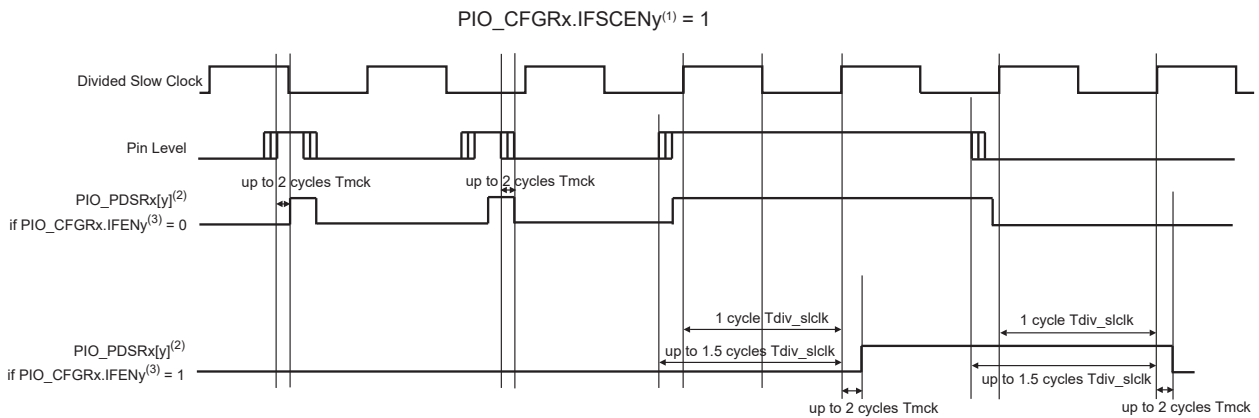 PIO_CFGRx.IFSCENy(1) = 1
Divided Slow Clock
Pin Level
up to 2 cycles Tmck
up to 2 cycles Tmck
PIO_PDSRx[y](2)
if PIO_CFGRx.IFENy(3) = 0
1 cycle Tdiv_slclk
1 cycle Tdiv_slclk
PIO_PDSRx[y](2)
up to 1.5 cycles Tdiv_slclk
if PIO_CFGRx.IFENy(3) = 1
up to 1.5 cycles Tdiv_slclk
up to 2 cycles Tmck
up to 2 cycles Tmck